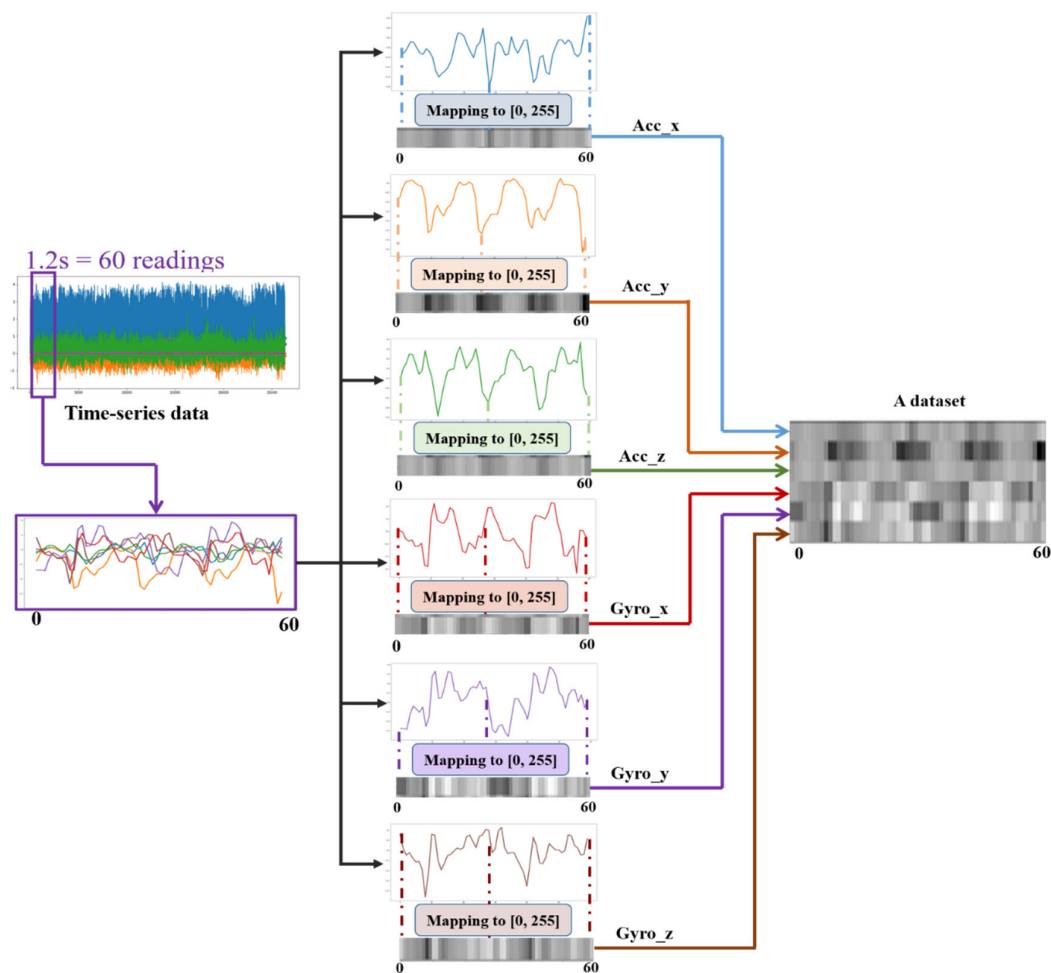 Mapping to [0, 255]
0
60
Acc_x
Mapping to [0, 255]
0
60
Acc_y
1.2s = 60 readings
Time-series data
Mapping to [0, 255]
0
60
Acc_z
A dataset
0
60
0
60
Mapping to [0, 255]
0
60
Gyro_x
Mapping to [0, 255]
0
60
Gyro_y
Mapping to [0, 255]
0
60
Gyro_z